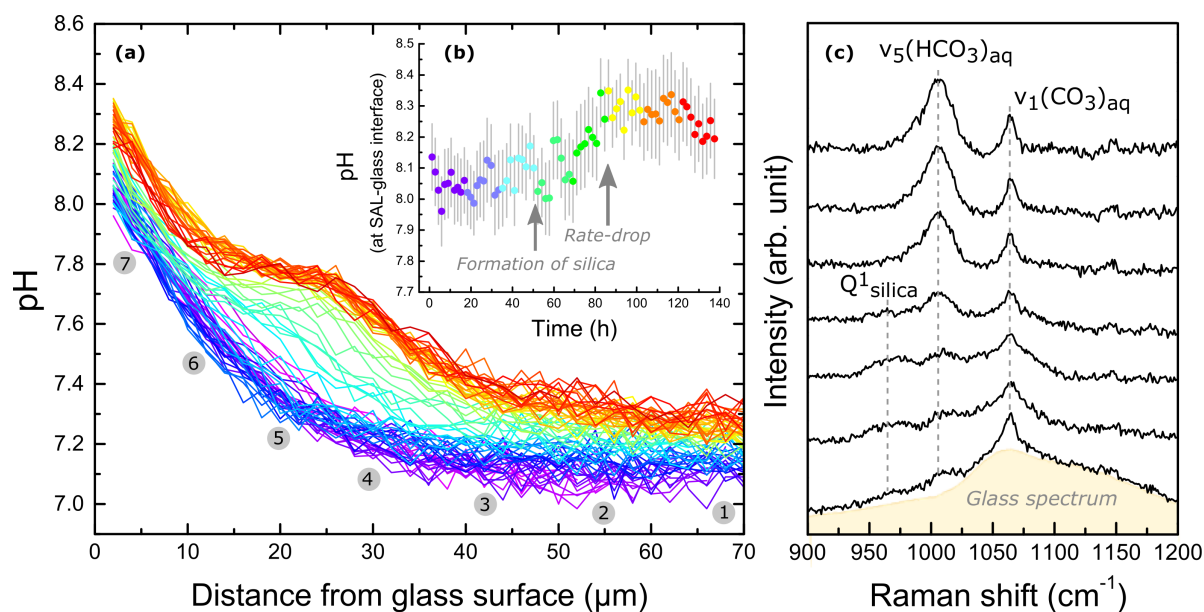 (a)
8.6
8.4
8.2
8.0
7.8
7.6
7.4
7.2
7.0
pH
0
10
20
30
40
50
60
70
Distance from glass surface (µm)
7
6
5
4
3
2
1
(b)
8.5
8.4
8.3
8.2
8.1
8.0
7.9
7.8
7.7
pH
(at SAL-glass interface)
Rate-drop
Formation of silica
0
20
40
60
80
100
120
140
Time (h)
(c)
ν5(HCO3)aq
ν1(CO3)aq
Q1silica
Glass spectrum
Intensity (arb. unit)
900
1000
1050
1100
1150
1200
Raman shift (cm-1)